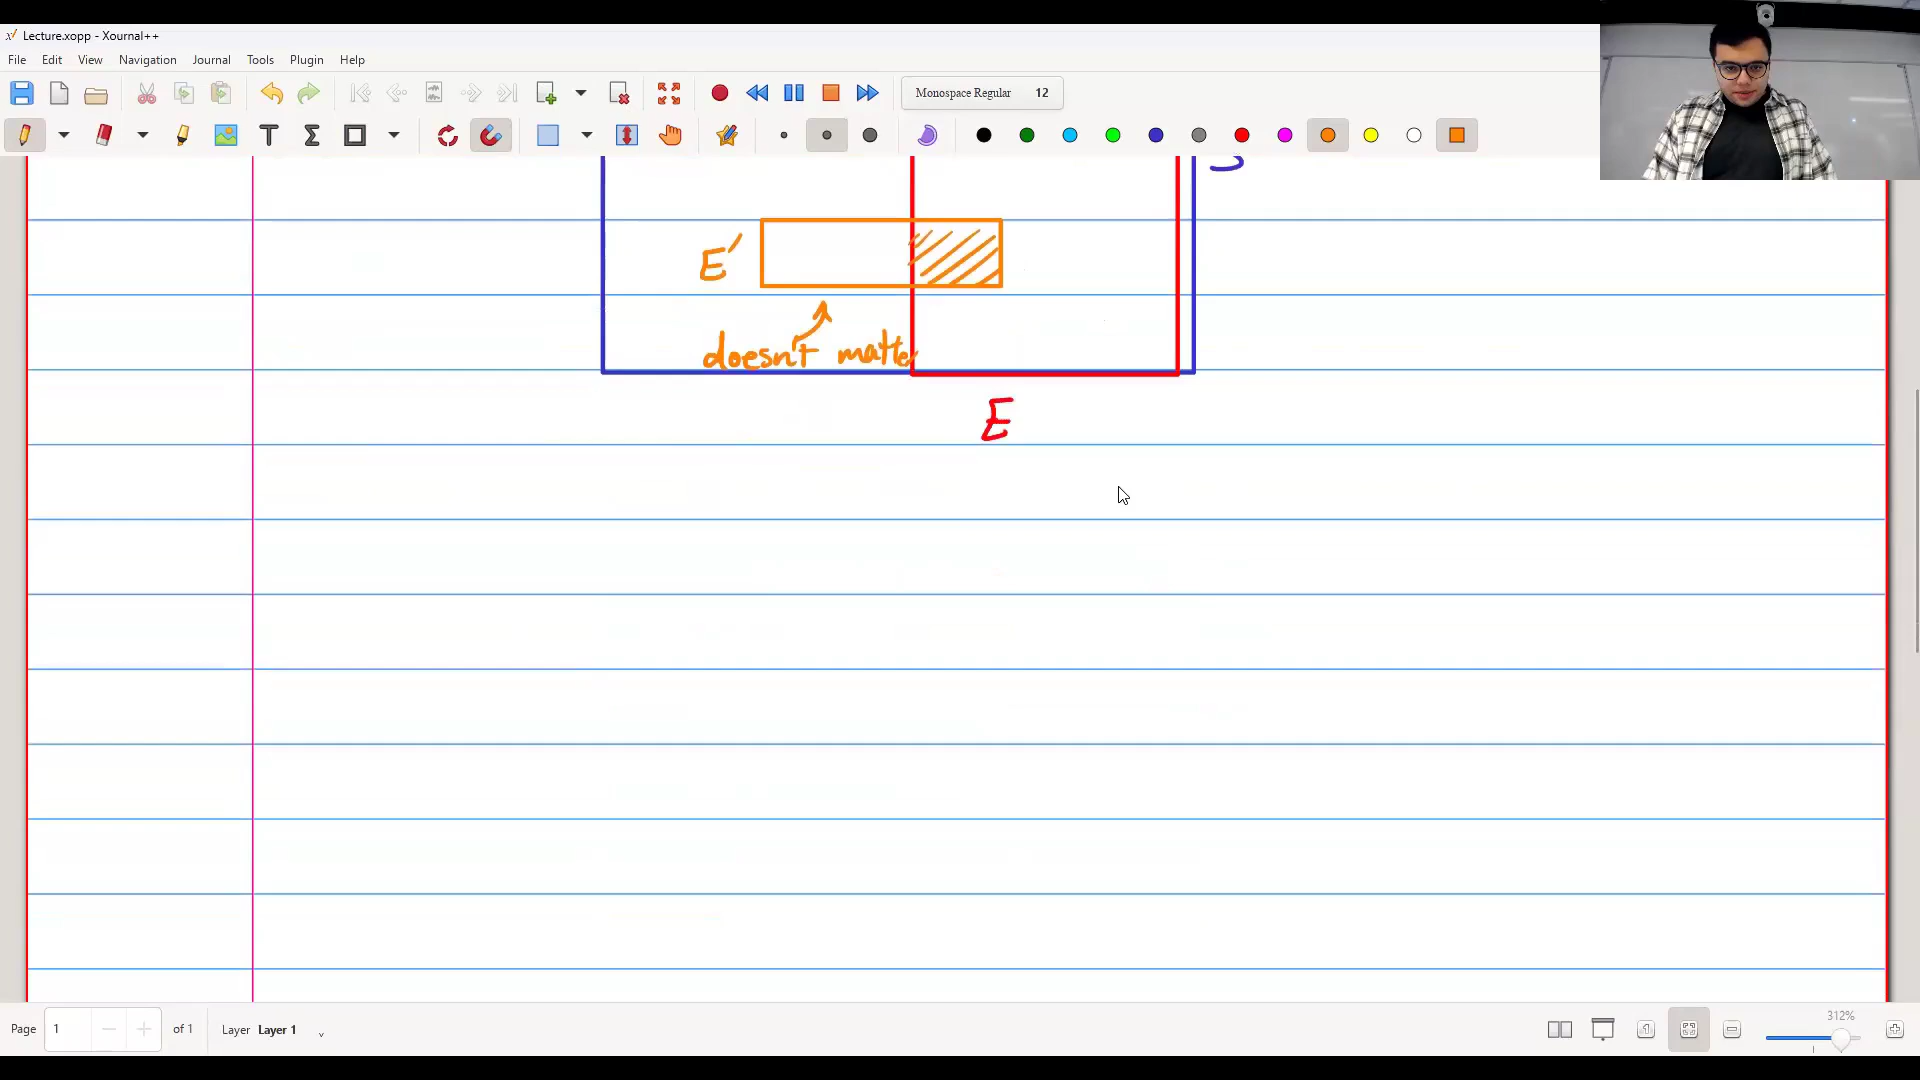 Lecture.xopp - Xournal++
File Edit View Navigation Journal Tools Plugin Help
Monospace Regular 12
S
E′
doesn't matter
E
Page 1 of 1 Layer Layer 1
312%